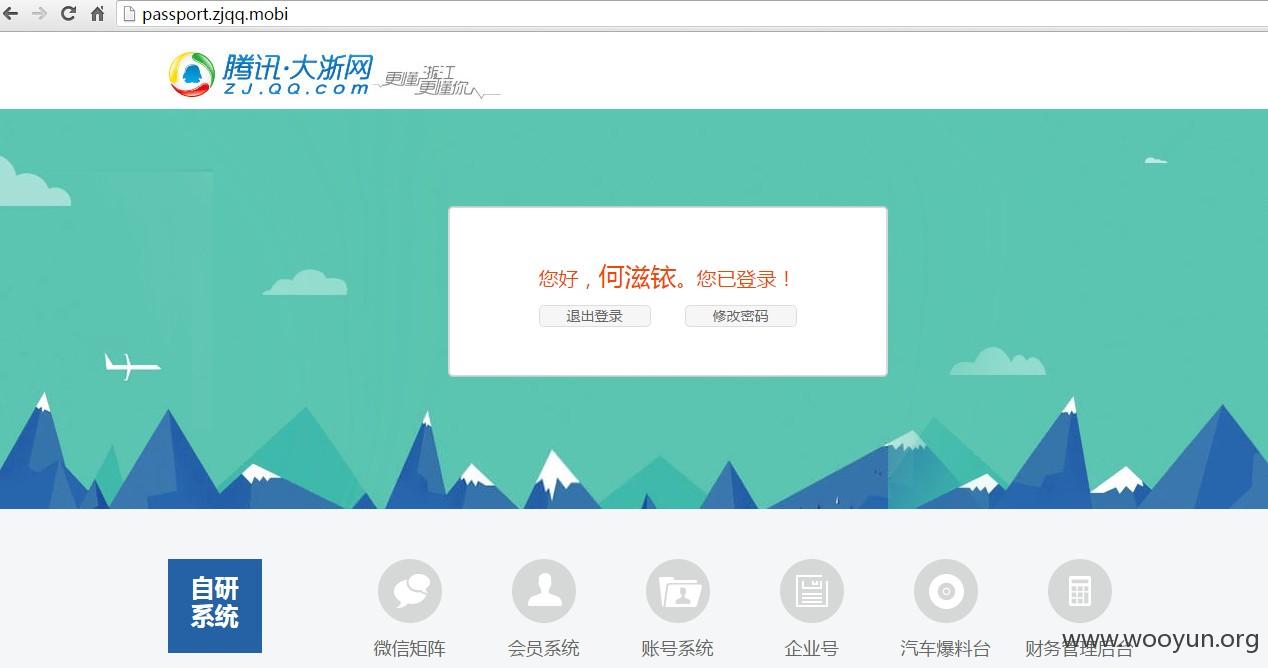 passport.zjqq.mobi
腾讯·大浙网
ZJ.QQ.com
更懂浙江
更懂你
您好，何滋铱。您已登录！
退出登录 修改密码
自研
系统
微信矩阵 会员系统 账号系统 企业号 汽车爆料台 财务管理后台
www.wooyun.org